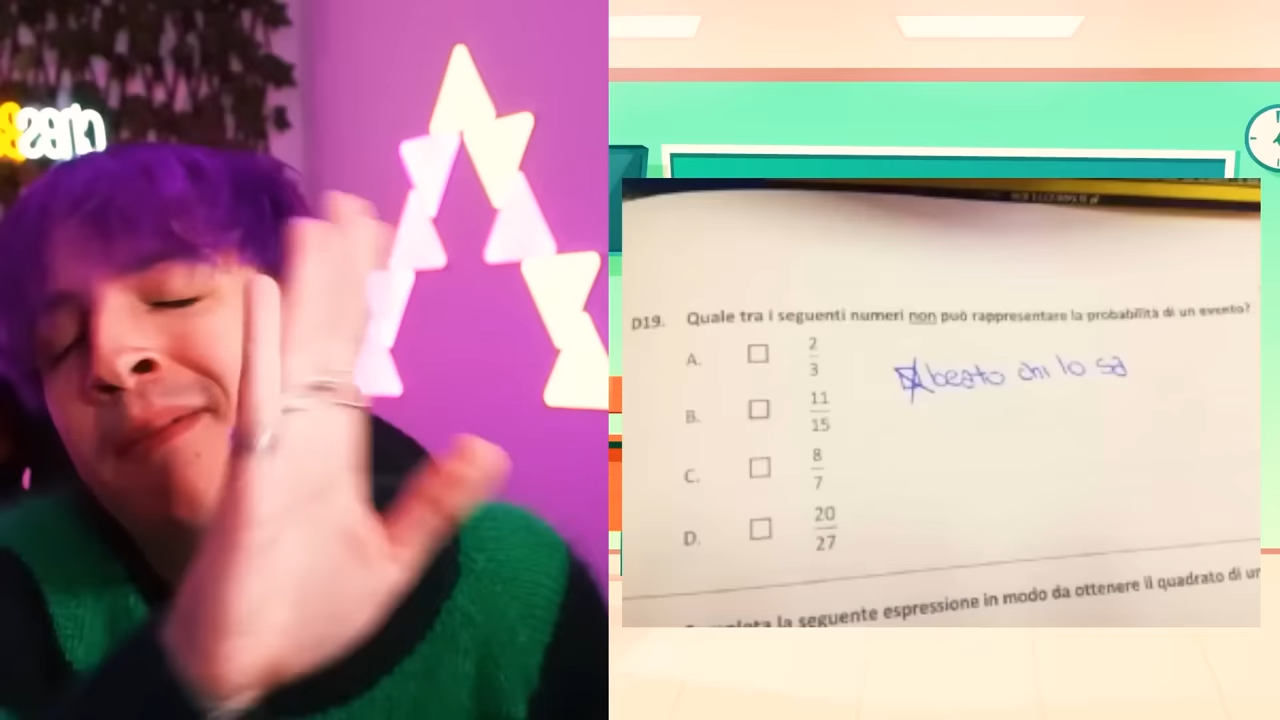 D19. Quale tra i seguenti numeri non può rappresentare la probabilità di un evento?
A. 2/3
beato chi lo sa
B. 11/15
C. 8/7
D. 20/27
la seguente espressione in modo da ottenere il quadrato di